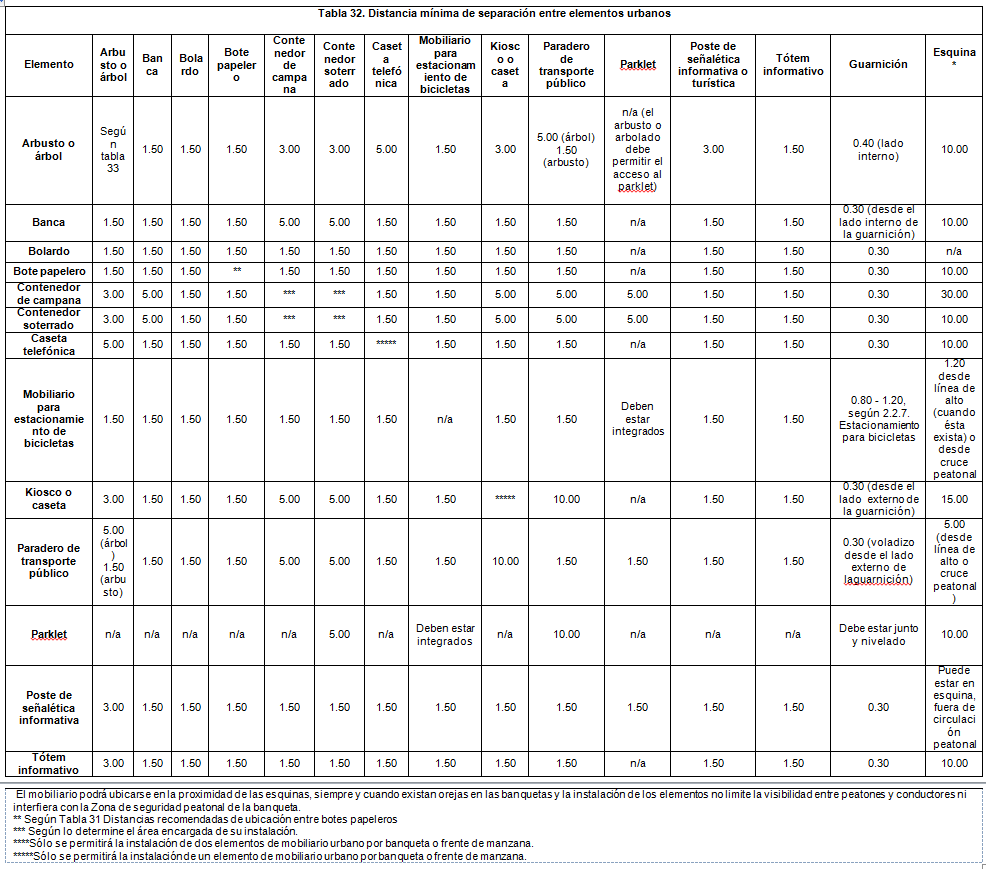 Tabla 32. Distancia mínima de separación entre elementos urbanos
Elemento | Arbusto o árbol | Banca | Bolardo | Bote papelero | Contenedor de campana | Contenedor soterrado | Caseta telefónica | Mobiliario para estacionamiento de bicicletas | Kiosco o caseta | Paradero de transporte público | Parklet | Poste de señalética informativa o turística | Tótem informativo | Guarnición | Esquina *
Arbusto o árbol | Según tabla 33 | 1.50 | 1.50 | 1.50 | 3.00 | 3.00 | 5.00 | 1.50 | 3.00 | 5.00 (árbol) 1.50 (arbusto) | n/a (el arbusto o arbolado debe permitir el acceso al parklet) | 3.00 | 1.50 | 0.40 (lado interno) | 10.00
Banca | 1.50 | 1.50 | 1.50 | 1.50 | 5.00 | 5.00 | 1.50 | 1.50 | 1.50 | 1.50 | n/a | 1.50 | 1.50 | 0.30 (desde el lado interno de la guarnición) | 10.00
Bolardo | 1.50 | 1.50 | 1.50 | 1.50 | 1.50 | 1.50 | 1.50 | 1.50 | 1.50 | 1.50 | n/a | 1.50 | 1.50 | 0.30 | n/a
Bote papelero | 1.50 | 1.50 | 1.50 | ** | 1.50 | 1.50 | 1.50 | 1.50 | 1.50 | 1.50 | n/a | 1.50 | 1.50 | 0.30 | 10.00
Contenedor de campana | 3.00 | 5.00 | 1.50 | 1.50 | *** | *** | 1.50 | 1.50 | 5.00 | 5.00 | 5.00 | 1.50 | 1.50 | 0.30 | 30.00
Contenedor soterrado | 3.00 | 5.00 | 1.50 | 1.50 | *** | *** | 1.50 | 1.50 | 5.00 | 5.00 | 5.00 | 1.50 | 1.50 | 0.30 | 10.00
Caseta telefónica | 5.00 | 1.50 | 1.50 | 1.50 | 1.50 | 1.50 | ***** | 1.50 | 1.50 | 1.50 | n/a | 1.50 | 1.50 | 0.30 | 10.00
Mobiliario para estacionamiento de bicicletas | 1.50 | 1.50 | 1.50 | 1.50 | 1.50 | 1.50 | 1.50 | n/a | 1.50 | 1.50 | Deben estar integrados | 1.50 | 1.50 | 0.80 - 1.20, según 2.2.7. Estacionamiento para bicicletas | 1.20 desde línea de alto (cuando ésta exista) o desde cruce peatonal
Kiosco o caseta | 3.00 | 1.50 | 1.50 | 1.50 | 5.00 | 5.00 | 1.50 | 1.50 | ***** | 10.00 | n/a | 1.50 | 1.50 | 0.30 (desde el lado externo de la guarnición) | 15.00
Paradero de transporte público | 5.00 (árbol) 1.50 (arbusto) | 1.50 | 1.50 | 1.50 | 5.00 | 5.00 | 1.50 | 1.50 | 10.00 | 1.50 | 1.50 | 1.50 | 1.50 | 0.30 (voladizo desde el lado externo de laguarnición) | 5.00 (desde línea de alto o cruce peatonal)
Parklet | n/a | n/a | n/a | n/a | n/a | 5.00 | n/a | Deben estar integrados | n/a | 10.00 | n/a | n/a | n/a | Debe estar junto y nivelado | 10.00
Poste de señalética informativa | 3.00 | 1.50 | 1.50 | 1.50 | 1.50 | 1.50 | 1.50 | 1.50 | 1.50 | 1.50 | 1.50 | 1.50 | 1.50 | 0.30 | Puede estar en esquina, fuera de circulación peatonal
Tótem informativo | 3.00 | 1.50 | 1.50 | 1.50 | 1.50 | 1.50 | 1.50 | 1.50 | 1.50 | 1.50 | n/a | 1.50 | 1.50 | 0.30 | 10.00
El mobiliario podrá ubicarse en la proximidad de las esquinas, siempre y cuando existan orejas en las banquetas y la instalación de los elementos no limite la visibilidad entre peatones y conductores ni
interfiera con la Zona de seguridad peatonal de la banqueta.
** Según Tabla 31 Distancias recomendadas de ubicación entre botes papeleros
*** Según lo determine el área encargada de su instalación.
****Sólo se permitirá la instalación de dos elementos de mobiliario urbano por banqueta o frente de manzana.
*****Sólo se permitirá la instalación de un elemento de mobiliario urbano por banqueta o frente de manzana.